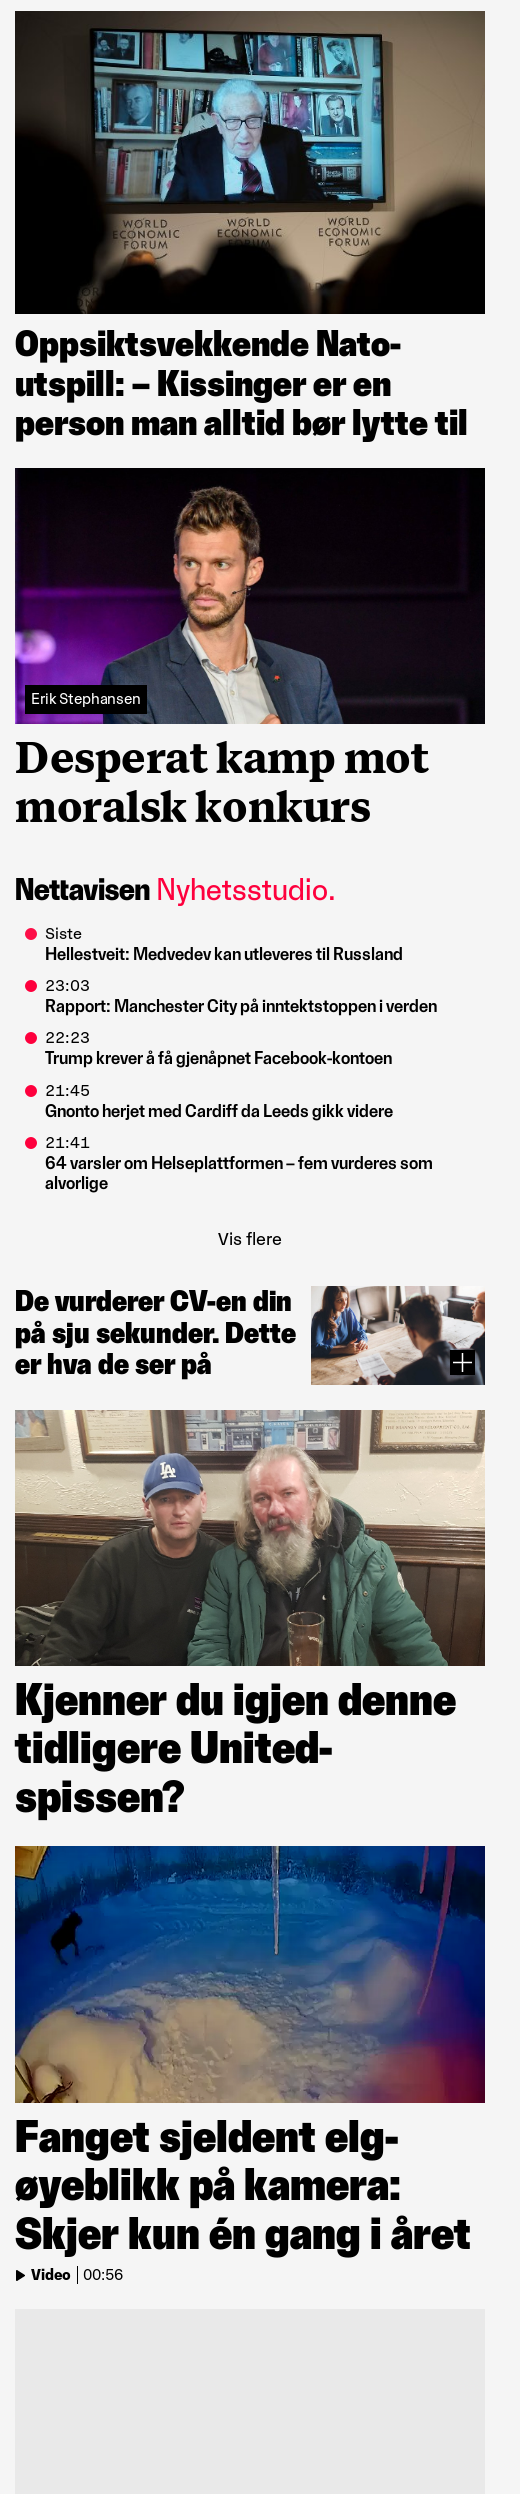 WORLD ECONOMIC FORUM
WORLD ECONOMIC FORUM
WORLD ECONOMIC FORUM
Oppsiktsvekkende Nato-
utspill: – Kissinger er en
person man alltid bør lytte til
Erik Stephansen
Desperat kamp mot
moralsk konkurs
Nettavisen Nyhetsstudio.
Siste
Hellestveit: Medvedev kan utleveres til Russland
23:03
Rapport: Manchester City på inntektstoppen i verden
22:23
Trump krever å få gjenåpnet Facebook-kontoen
21:45
Gnonto herjet med Cardiff da Leeds gikk videre
21:41
64 varsler om Helseplattformen – fem vurderes som
alvorlige
Vis flere
De vurderer CV-en din
på sju sekunder. Dette
er hva de ser på
LA
Kjenner du igjen denne
tidligere United-
spissen?
Fanget sjeldent elg-
øyeblikk på kamera:
Skjer kun én gang i året
Video 00:56